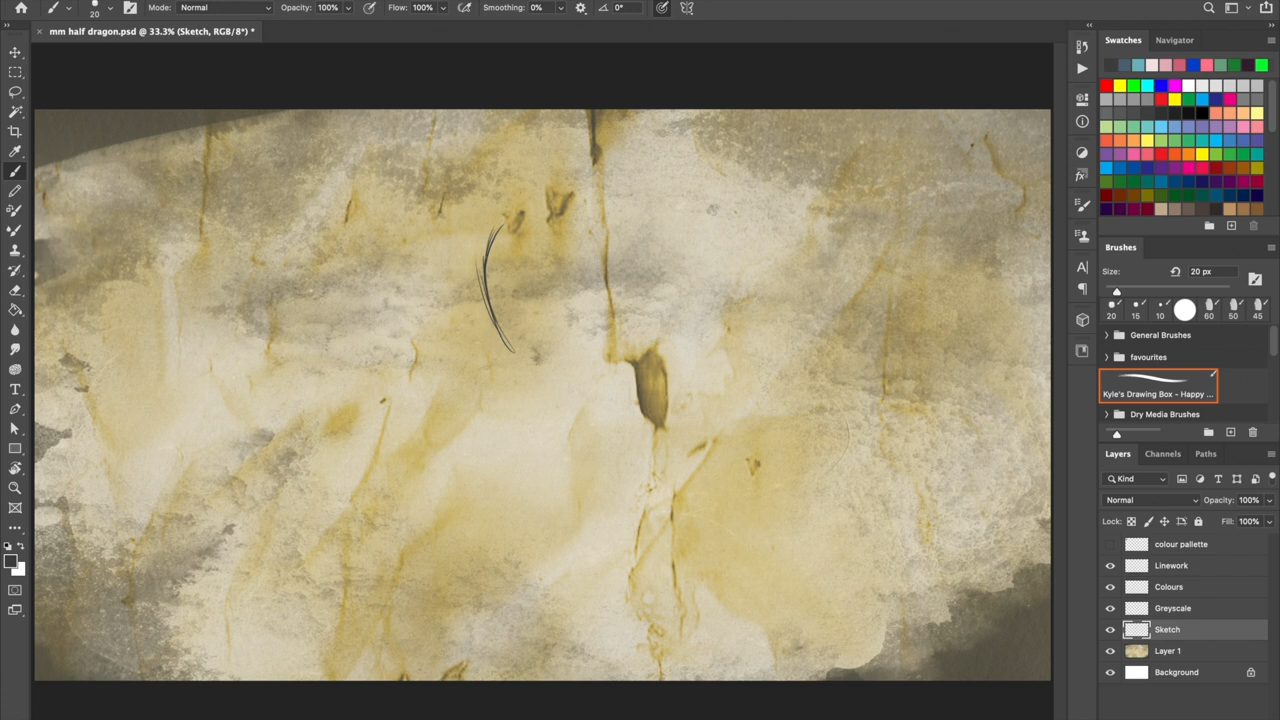 20
Mode: Normal
Opacity: 100%
Flow: 100%
Smoothing: 0%
0°
mm half dragon.psd @ 33.3% (Sketch, RGB/8*) *
Swatches
Navigator
Brushes
Size:
20 px
20
15
10
60
50
45
General Brushes
favourites
Kyle's Drawing Box - Happy ...
Dry Media Brushes
Layers
Channels
Paths
Kind
Normal
Opacity: 100%
Lock:
Fill: 100%
colour pallette
Linework
Colours
Greyscale
Sketch
Layer 1
Background